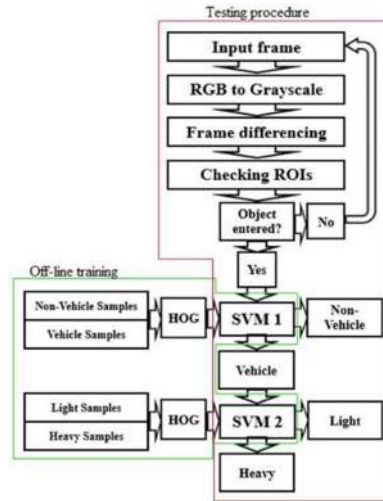 Testing procedure
Input frame
RGB to Grayscale
Frame differencing
Checking ROIs
Object
entered?
No
Yes
Off-line training
Non-Vehicle Samples
Vehicle Samples
HOG
SVM 1
Non-
Vehicle
Vehicle
Light Samples
Heavy Samples
HOG
SVM 2
Light
Heavy